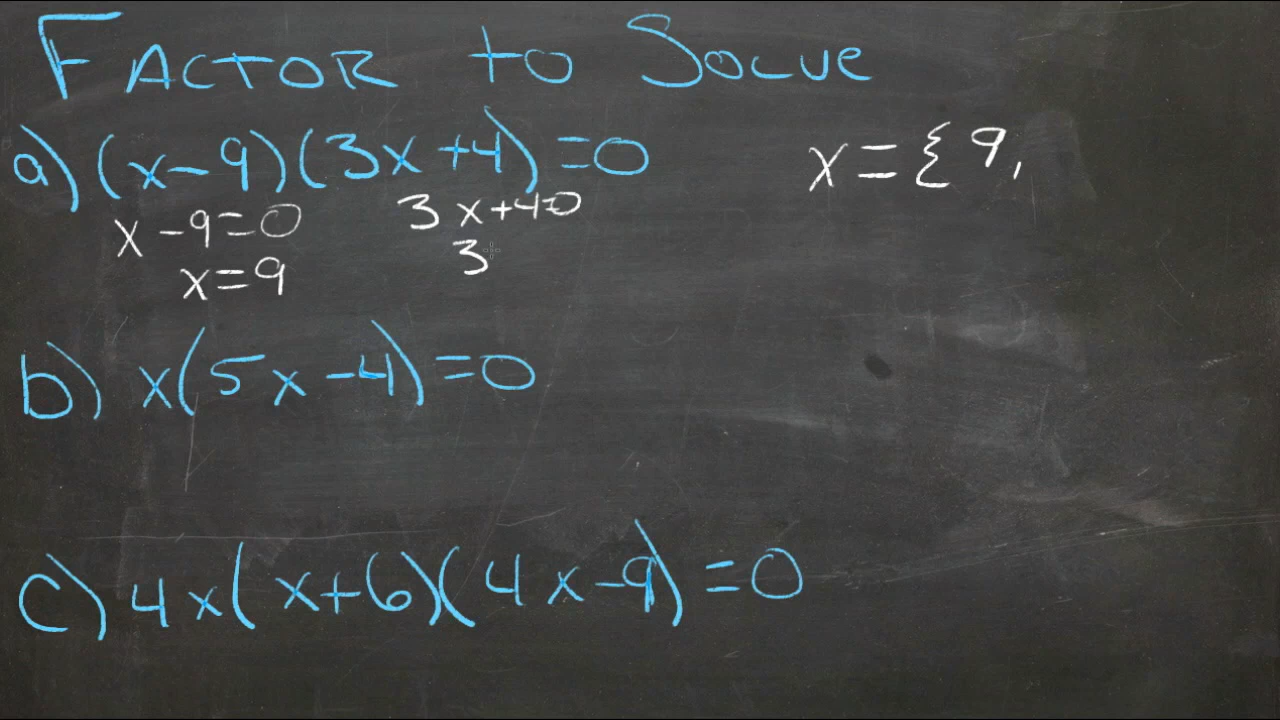 FACTOR to Solve
a) (x-9)(3x+4)=0
x={9,
x-9=0
3x+4=0
x=9
3
b) x(5x-4)=0
c) 4x(x+6)(4x-9)=0